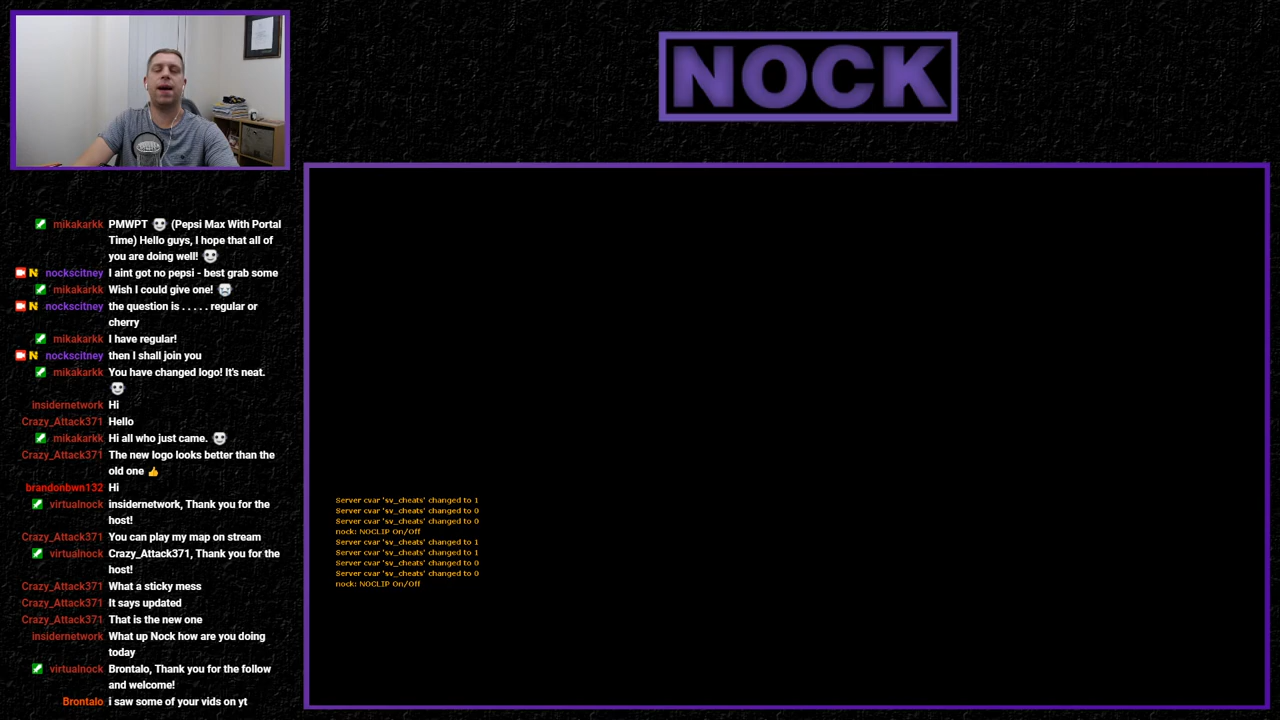 NOCK
mikakarkk PMWPT (Pepsi Max With Portal
Time) Hello guys, I hope that all of
you are doing well!
nockscitney I aint got no pepsi - best grab some
mikakarkk Wish I could give one!
nockscitney the question is . . . . . regular or
cherry
mikakarkk I have regular!
nockscitney then I shall join you
mikakarkk You have changed logo! It's neat.
insidernetwork Hi
Crazy_Attack371 Hello
mikakarkk Hi all who just came.
Crazy_Attack371 The new logo looks better than the
old one 👍
brandonbwn132 Hi
virtualnock insidernetwork, Thank you for the
host!
Crazy_Attack371 You can play my map on stream
virtualnock Crazy_Attack371, Thank you for the
host!
Crazy_Attack371 What a sticky mess
Crazy_Attack371 It says updated
Crazy_Attack371 That is the new one
insidernetwork What up Nock how are you doing
today
virtualnock Brontalo, Thank you for the follow
and welcome!
Brontalo i saw some of your vids on yt
Server cvar 'sv_cheats' changed to 1
Server cvar 'sv_cheats' changed to 0
Server cvar 'sv_cheats' changed to 0
nock: NOCLIP On/Off
Server cvar 'sv_cheats' changed to 1
Server cvar 'sv_cheats' changed to 1
Server cvar 'sv_cheats' changed to 0
Server cvar 'sv_cheats' changed to 0
nock: NOCLIP On/Off